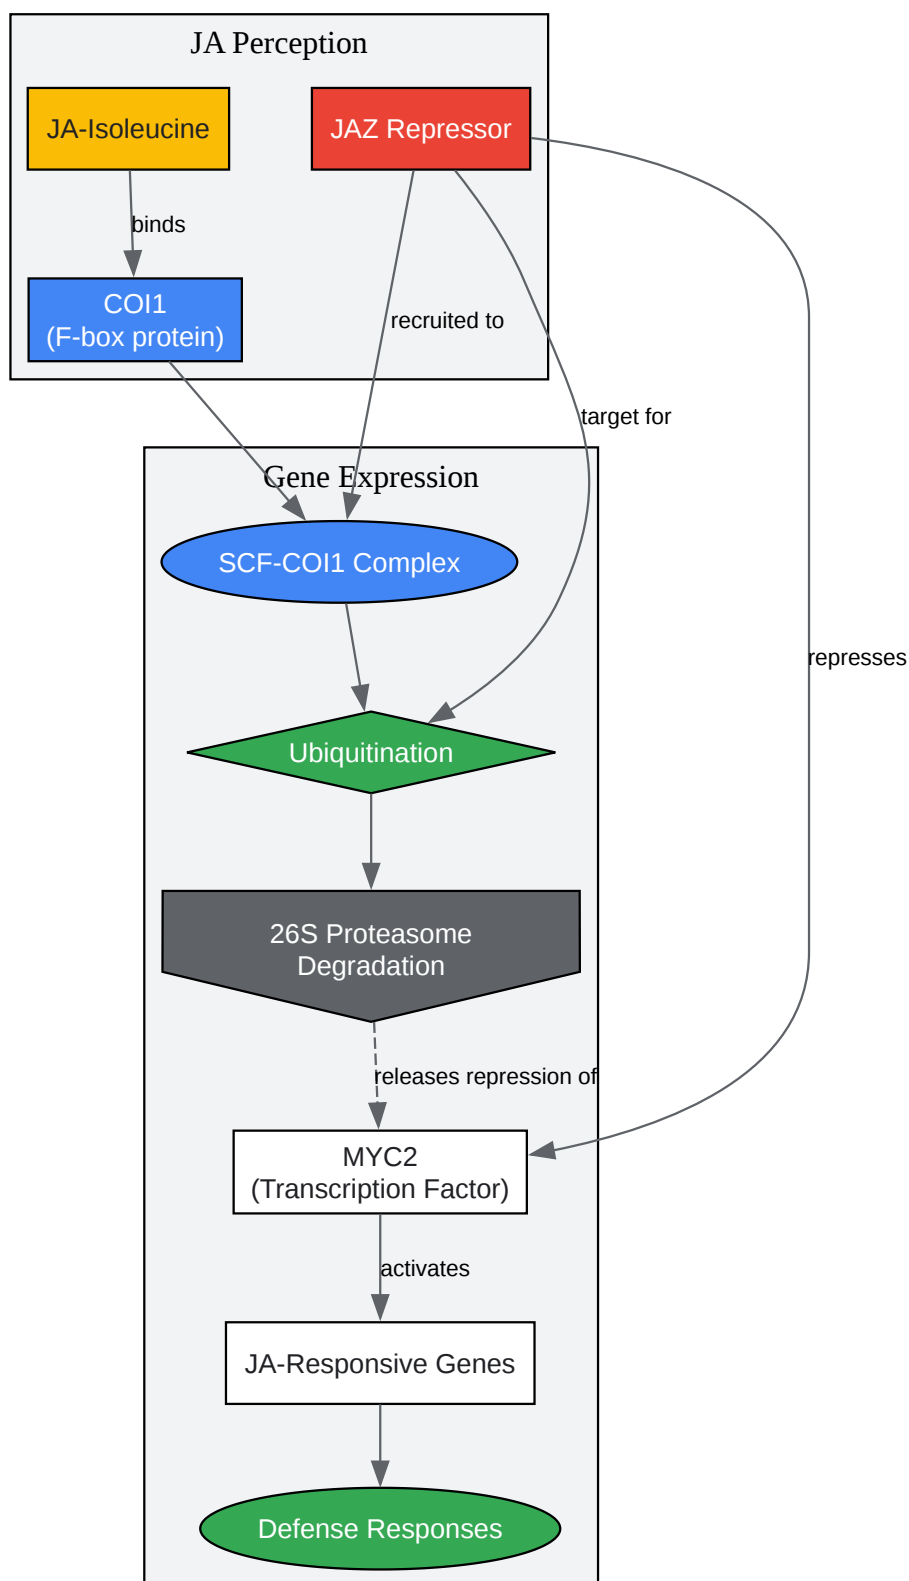 JA Perception
JA-Isoleucine
JAZ Repressor
binds
COI1
(F-box protein)
recruited to
target for
Gene Expression
SCF-COI1 Complex
represses
Ubiquitination
26S Proteasome
Degradation
releases repression of
MYC2
(Transcription Factor)
activates
JA-Responsive Genes
Defense Responses